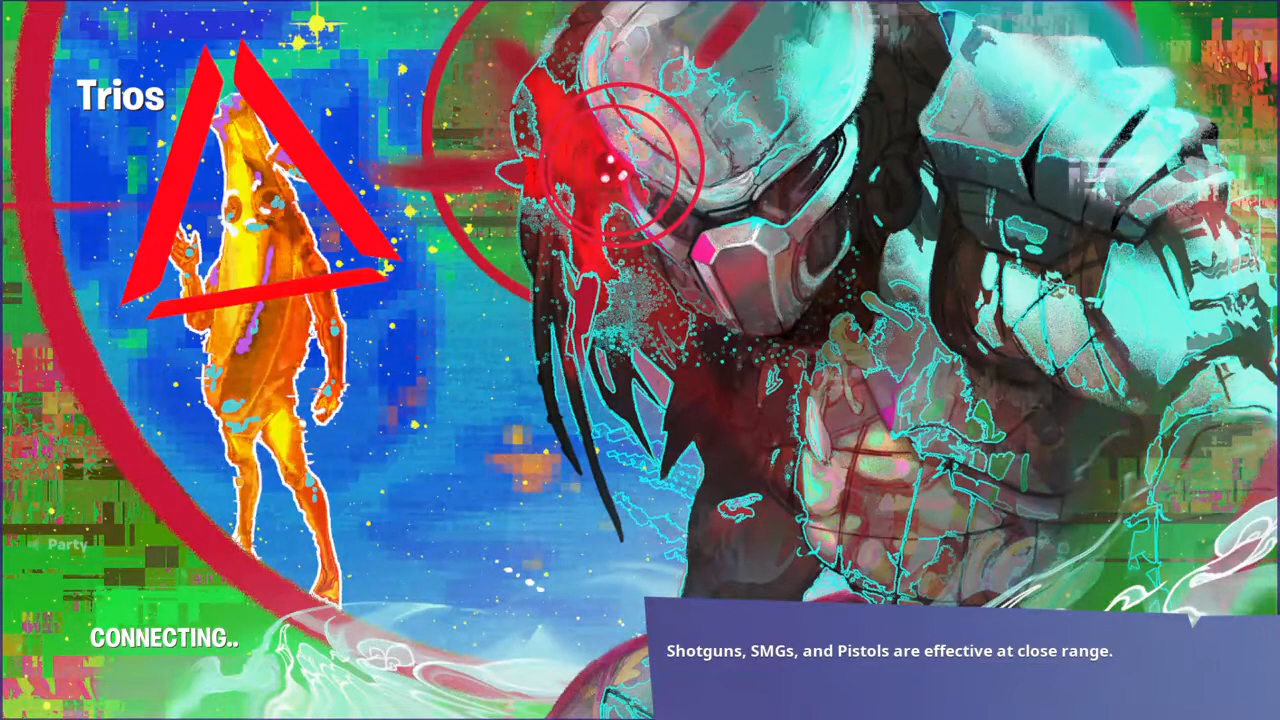 Trios
Party
CONNECTING..
Shotguns, SMGs, and Pistols are effective at close range.